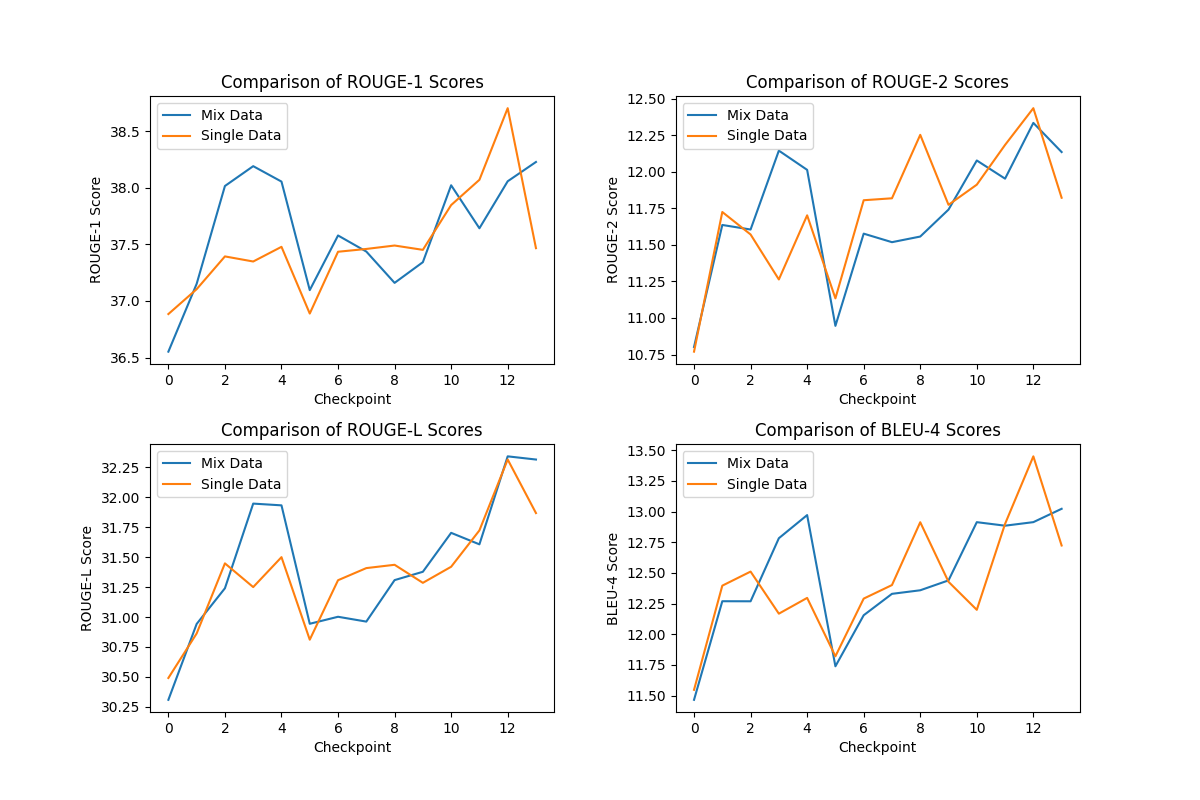 Comparison of ROUGE-1 Scores
Mix Data
Single Data
38.5
38.0
37.5
37.0
36.5
ROUGE-1 Score
0 2 4 6 8 10 12
Checkpoint
Comparison of ROUGE-2 Scores
Mix Data
Single Data
12.50
12.25
12.00
11.75
11.50
11.25
11.00
10.75
ROUGE-2 Score
0 2 4 6 8 10 12
Checkpoint
Comparison of ROUGE-L Scores
Mix Data
Single Data
32.25
32.00
31.75
31.50
31.25
31.00
30.75
30.50
30.25
ROUGE-L Score
0 2 4 6 8 10 12
Checkpoint
Comparison of BLEU-4 Scores
Mix Data
Single Data
13.50
13.25
13.00
12.75
12.50
12.25
12.00
11.75
11.50
BLEU-4 Score
0 2 4 6 8 10 12
Checkpoint